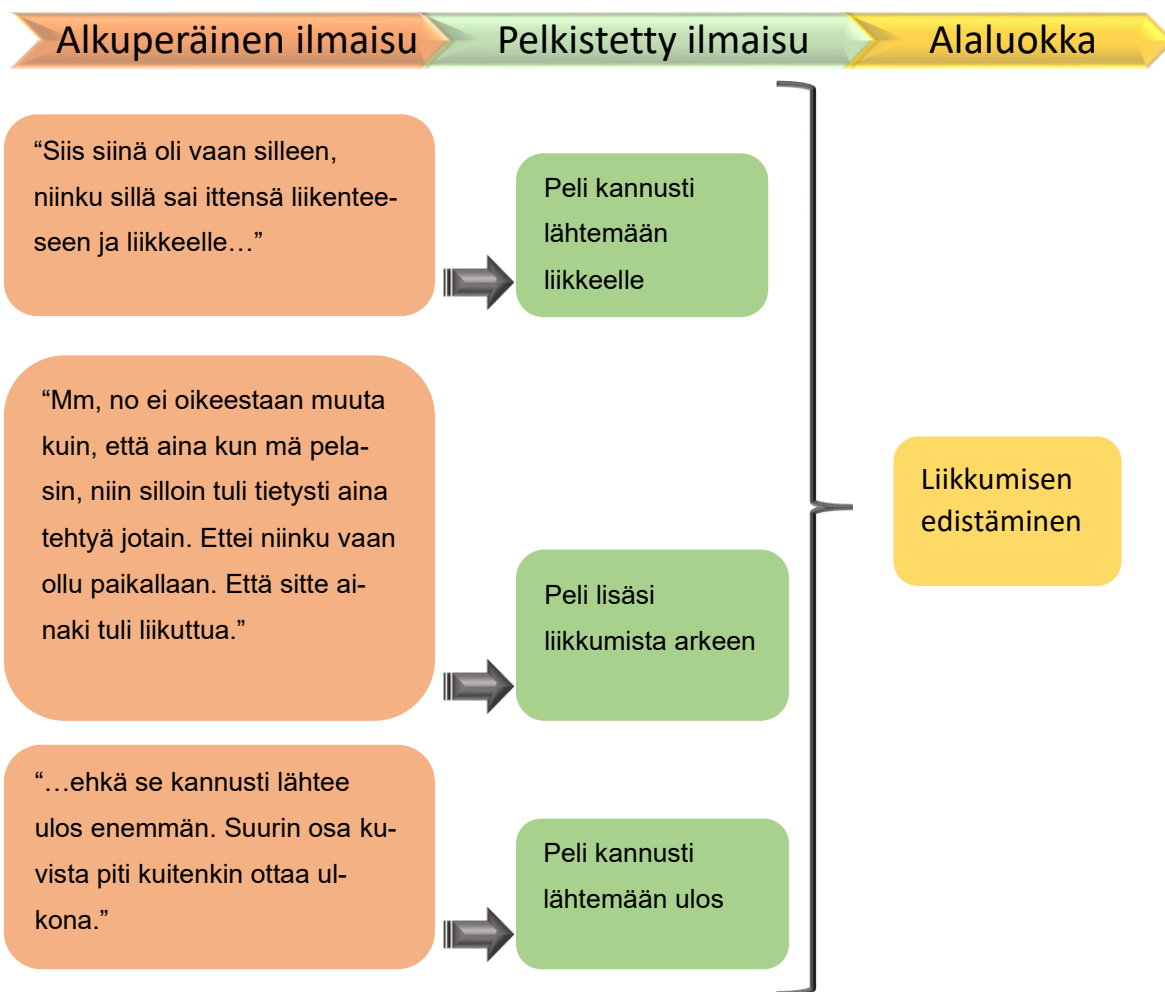 Alkuperäinen ilmaisu
Pelkistetty ilmaisu
Alaluokka
“Siis siinä oli vaan silleen,
niinku sillä sai ittensä liikentee-
seen ja liikkeelle…”
Peli kannusti
lähtemään
liikkeelle
“Mm, no ei oikeestaan muuta
kuin, että aina kun mä pela-
sin, niin silloin tuli tietysti aina
tehtyä jotain. Ettei niinku vaan
ollu paikallaan. Että sitte ai-
naki tuli liikuttua.”
Peli lisäsi
liikkumista arkeen
“…ehkä se kannusti lähtee
ulos enemmän. Suurin osa ku-
vista piti kuitenkin ottaa ul-
kona.”
Peli kannusti
lähtemään ulos
Liikkumisen
edistäminen